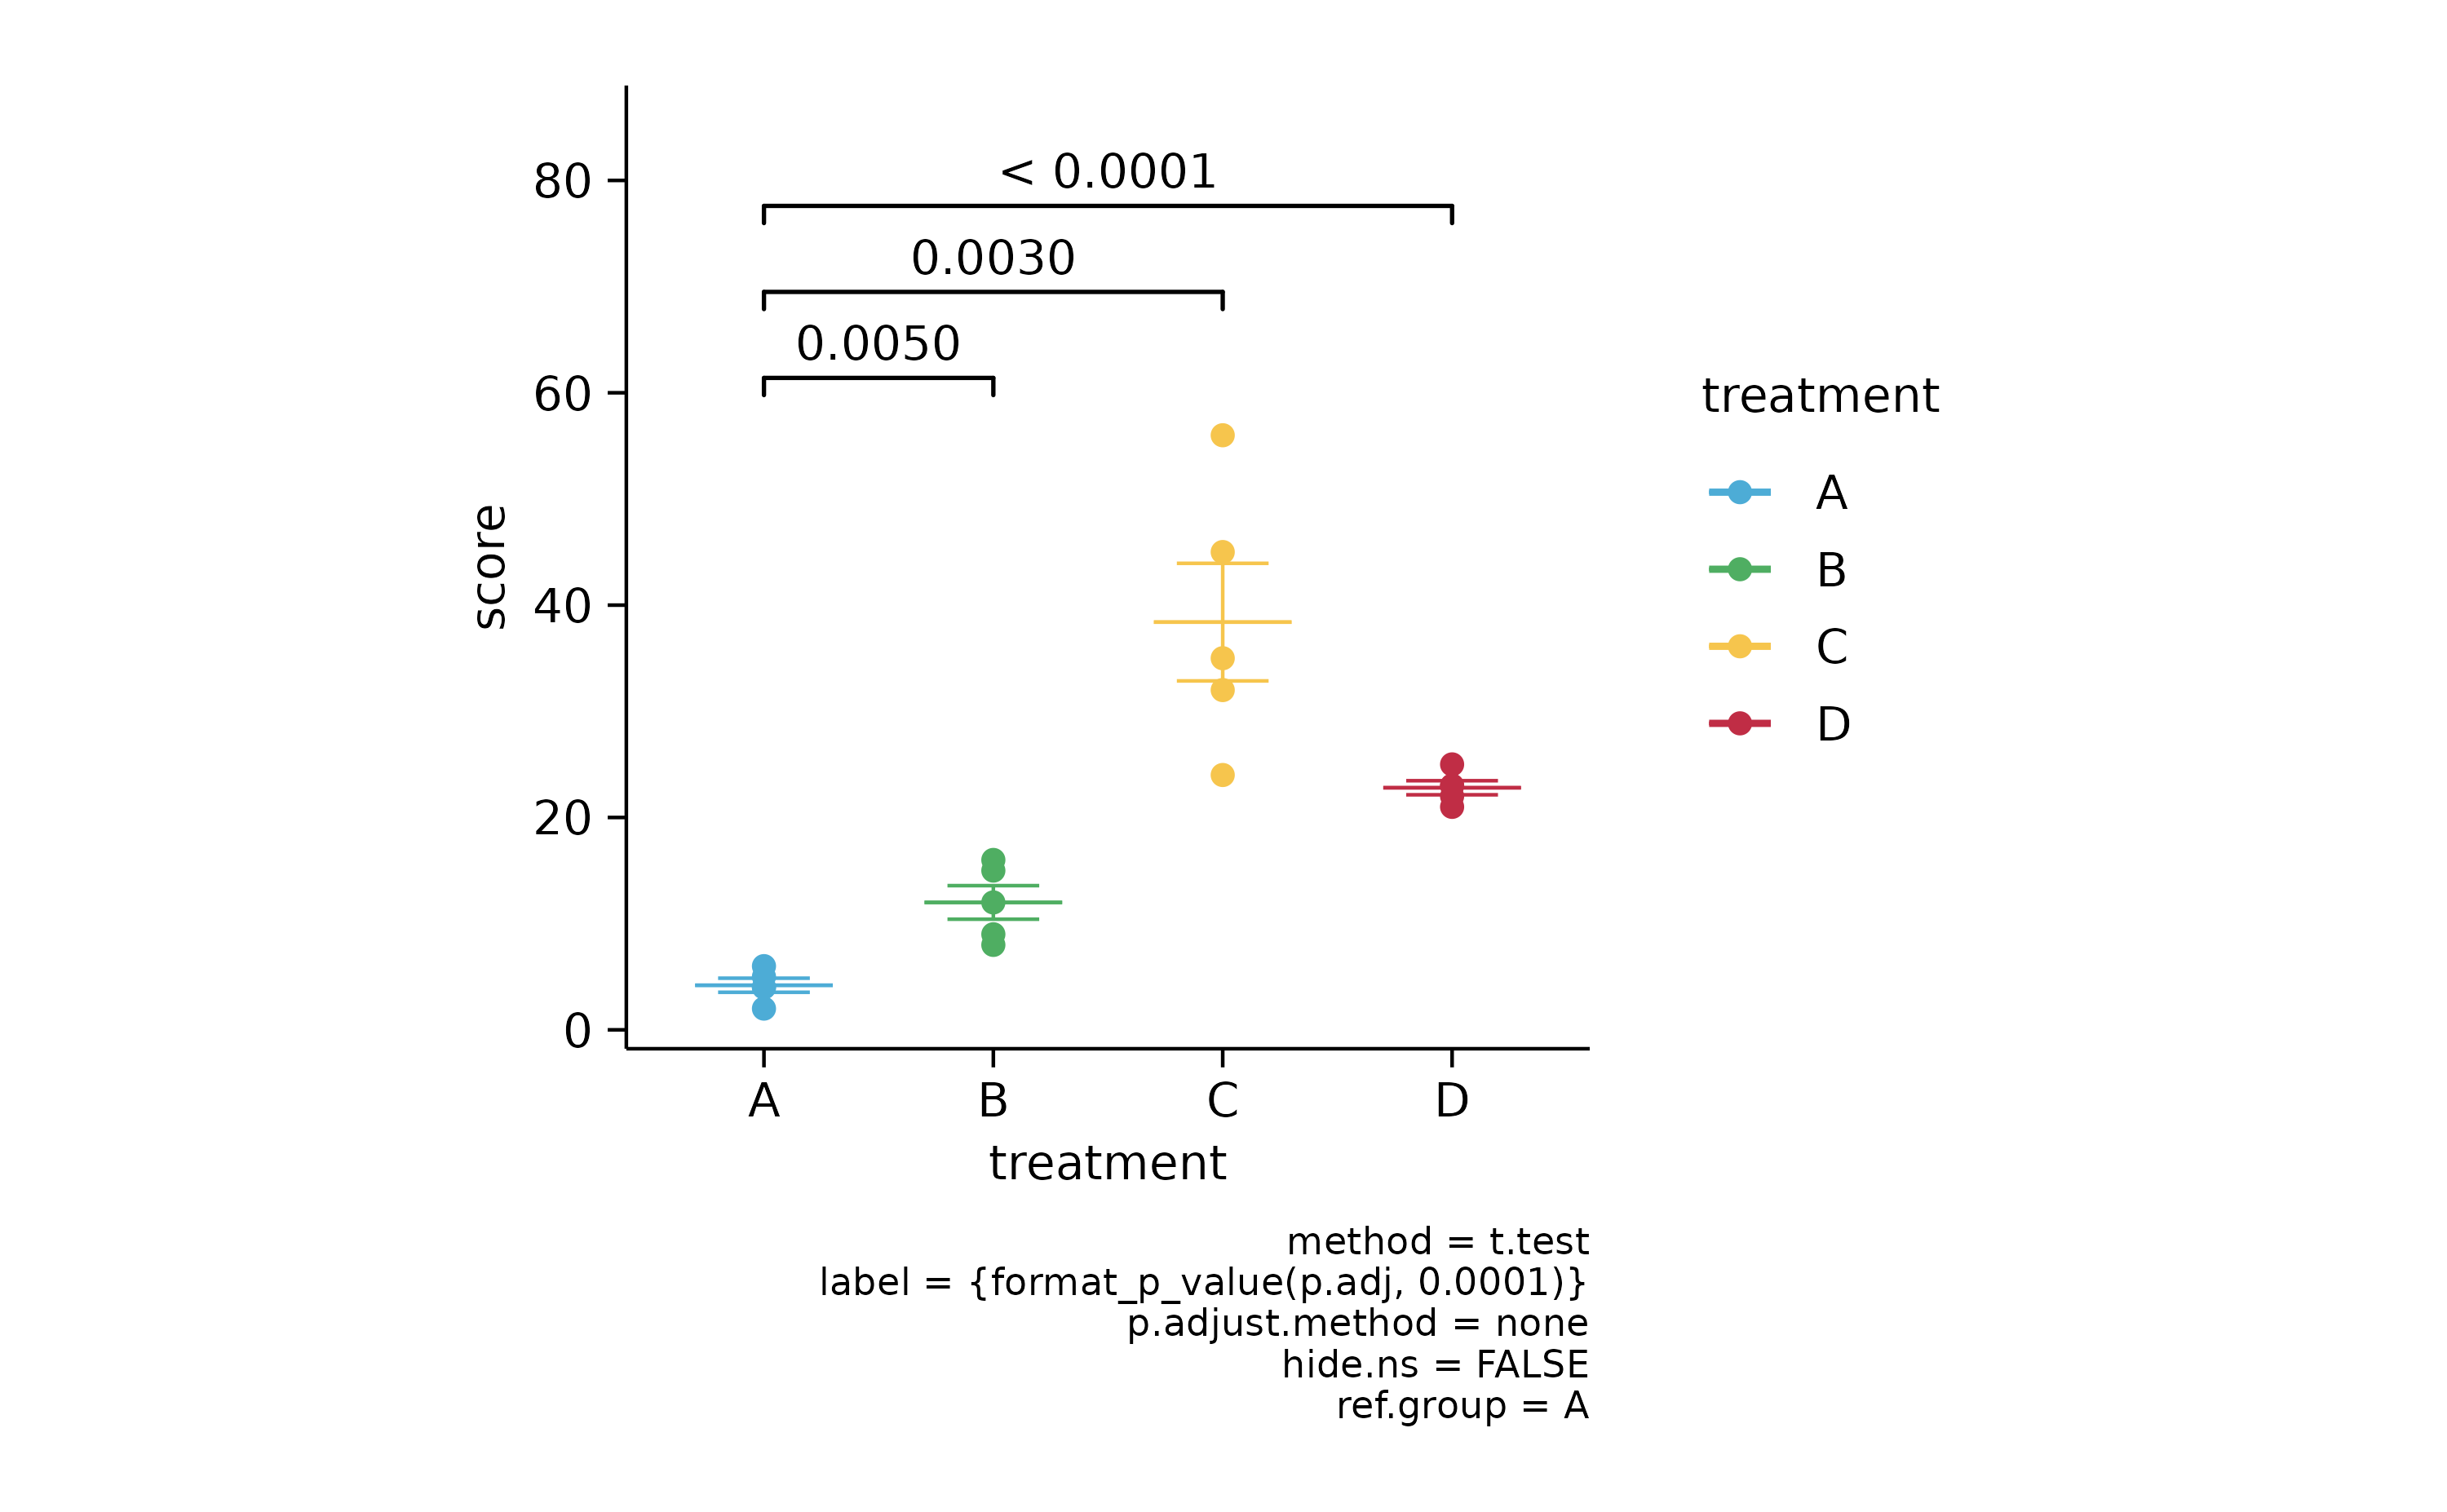 80
60
40
20
0
score
< 0.0001
0.0030
0.0050
A
B
C
D
treatment
treatment
A
B
C
D
method = t.test
label = {format_p_value(p.adj, 0.0001)}
p.adjust.method = none
hide.ns = FALSE
ref.group = A